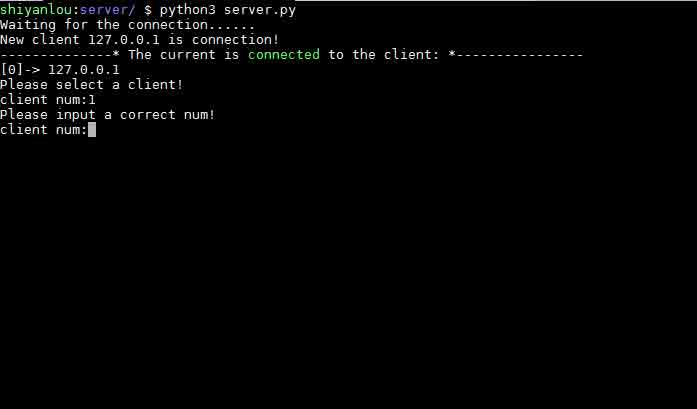 shiyanlou:server/ $ python3 server.py
Waiting for the connection......
New client 127.0.0.1 is connection!
--------------* The current is connected to the client: *----------------
[0]-> 127.0.0.1
Please select a client!
client num:1
Please input a correct num!
client num: